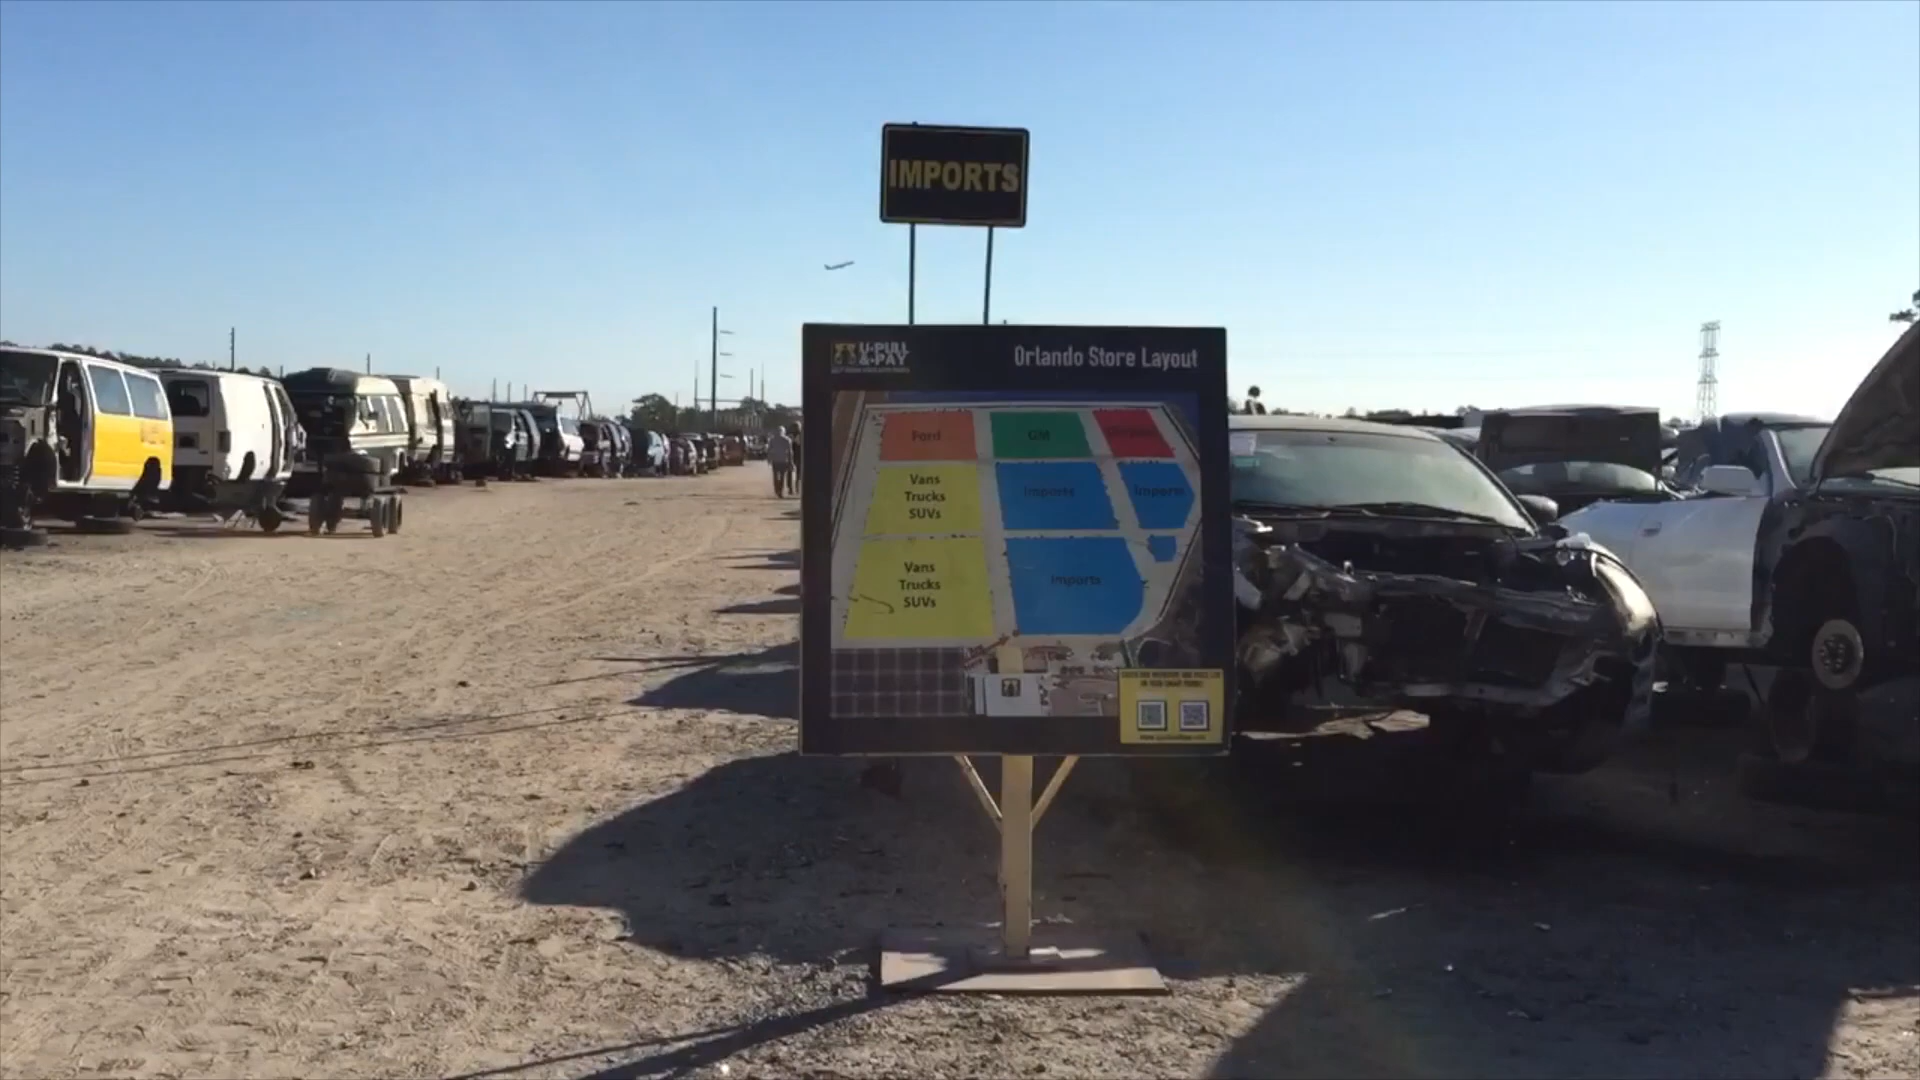 IMPORTS
U-PULL
&-PAY
Orlando Store Layout
Ford
GM
Vans
Trucks
SUVs
Imports
Imports
Vans
Trucks
SUVs
Imports